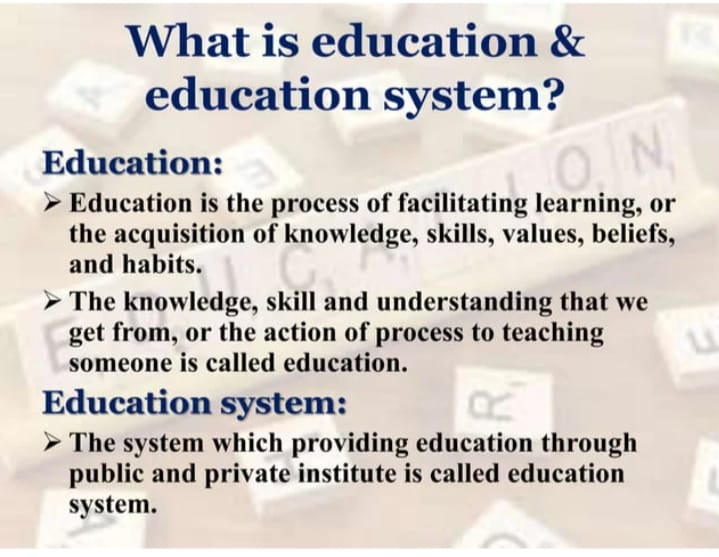 What is education &
education system?
Education:
➢ Education is the process of facilitating learning, or
the acquisition of knowledge, skills, values, beliefs,
and habits.
➢ The knowledge, skill and understanding that we
get from, or the action of process to teaching
someone is called education.
Education system:
➢ The system which providing education through
public and private institute is called education
system.